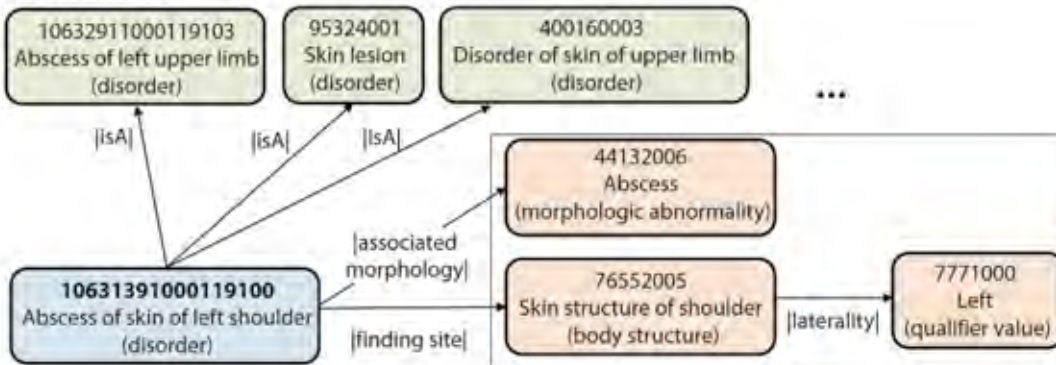 10632911000119103
Abscess of left upper limb
(disorder)
95324001
Skin lesion
(disorder)
400160003
Disorder of skin of upper limb
(disorder)
...
|isA|
|isA|
|IsA|
44132006
Abscess
(morphologic abnormality)
|associated
morphology|
10631391000119100
Abscess of skin of left shoulder
(disorder)
|finding site|
76552005
Skin structure of shoulder
(body structure)
|laterality|
7771000
Left
(qualifier value)